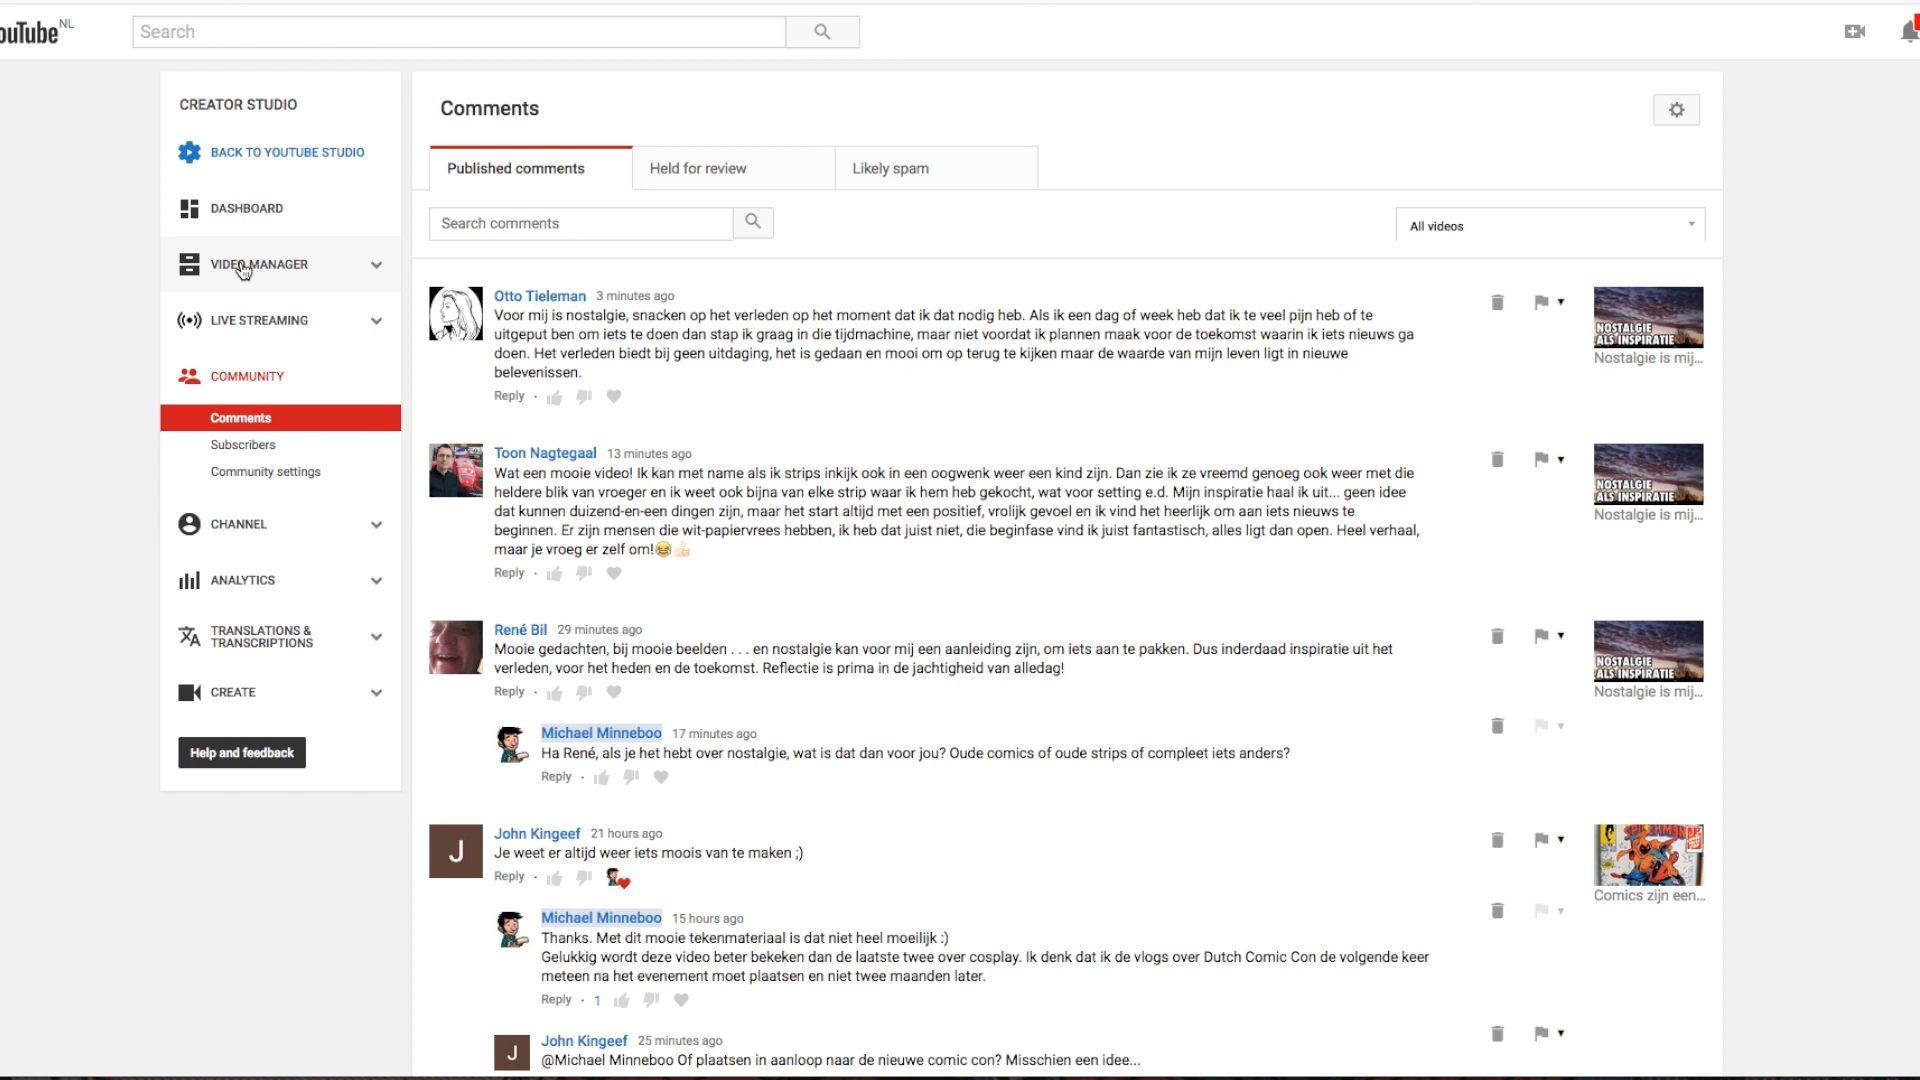 ouTube NL
Search
CREATOR STUDIO
BACK TO YOUTUBE STUDIO
DASHBOARD
VIDEO MANAGER
LIVE STREAMING
COMMUNITY
Comments
Subscribers
Community settings
CHANNEL
ANALYTICS
TRANSLATIONS &
TRANSCRIPTIONS
CREATE
Help and feedback
Comments
Published comments
Held for review
Likely spam
Search comments
All videos
Otto Tieleman 3 minutes ago
Voor mij is nostalgie, snacken op het verleden op het moment dat ik dat nodig heb. Als ik een dag of week heb dat ik te veel pijn heb of te
uitgeput ben om iets te doen dan stap ik graag in die tijdmachine, maar niet voordat ik plannen maak voor de toekomst waarin ik iets nieuws ga
doen. Het verleden biedt bij geen uitdaging, het is gedaan en mooi om op terug te kijken maar de waarde van mijn leven ligt in nieuwe
belevenissen.
Reply ·
NOSTALGIE
ALS INSPIRATIE
Nostalgie is mij...
Toon Nagtegaal 13 minutes ago
Wat een mooie video! Ik kan met name als ik strips inkijk ook in een oogwenk weer een kind zijn. Dan zie ik ze vreemd genoeg ook weer met die
heldere blik van vroeger en ik weet ook bijna van elke strip waar ik hem heb gekocht, wat voor setting e.d. Mijn inspiratie haal ik uit... geen idee
dat kunnen duizend-en-een dingen zijn, maar het start altijd met een positief, vrolijk gevoel en ik vind het heerlijk om aan iets nieuws te
beginnen. Er zijn mensen die wit-papiervrees hebben, ik heb dat juist niet, die beginfase vind ik juist fantastisch, alles ligt dan open. Heel verhaal,
maar je vroeg er zelf om!😂👍🏻
Reply ·
NOSTALGIE
ALS INSPIRATIE
Nostalgie is mij...
René Bil 29 minutes ago
Mooie gedachten, bij mooie beelden . . . en nostalgie kan voor mij een aanleiding zijn, om iets aan te pakken. Dus inderdaad inspiratie uit het
verleden, voor het heden en de toekomst. Reflectie is prima in de jachtigheid van alledag!
Reply ·
NOSTALGIE
ALS INSPIRATIE
Nostalgie is mij...
Michael Minneboo 17 minutes ago
Ha René, als je het hebt over nostalgie, wat is dat dan voor jou? Oude comics of oude strips of compleet iets anders?
Reply ·
J
John Kingeef 21 hours ago
Je weet er altijd weer iets moois van te maken ;)
Reply ·
Comics zijn een...
Michael Minneboo 15 hours ago
Thanks. Met dit mooie tekenmateriaal is dat niet heel moeilijk :)
Gelukkig wordt deze video beter bekeken dan de laatste twee over cosplay. Ik denk dat ik de vlogs over Dutch Comic Con de volgende keer
meteen na het evenement moet plaatsen en niet twee maanden later.
Reply · 1
J
John Kingeef 25 minutes ago
@Michael Minneboo Of plaatsen in aanloop naar de nieuwe comic con? Misschien een idee...